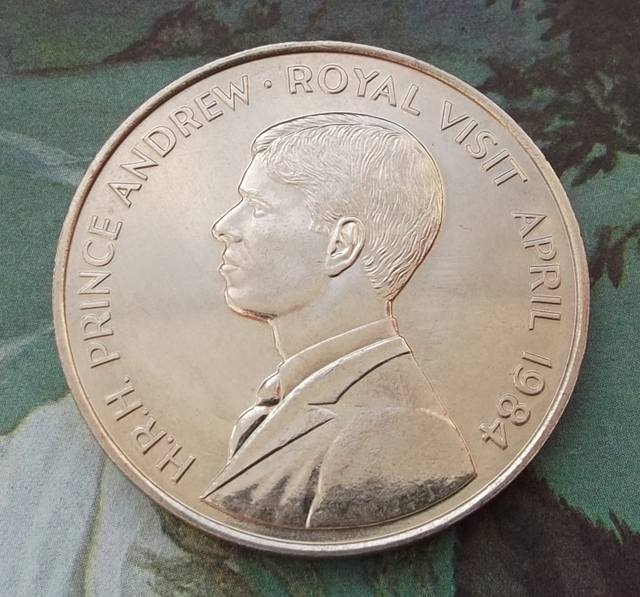 H.R.H. PRINCE ANDREW · ROYAL VISIT APRIL 1984